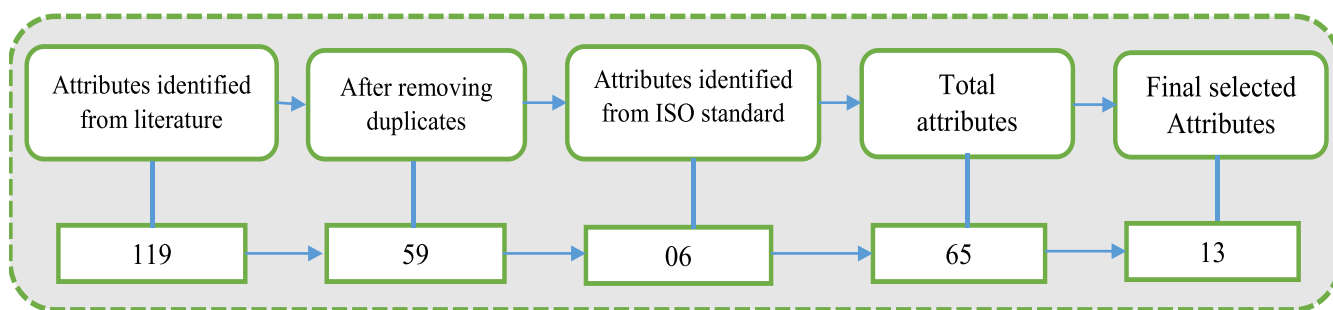 Attributes identified
from literature
After removing
duplicates
Attributes identified
from ISO standard
Total
attributes
Final selected
Attributes
119
59
06
65
13